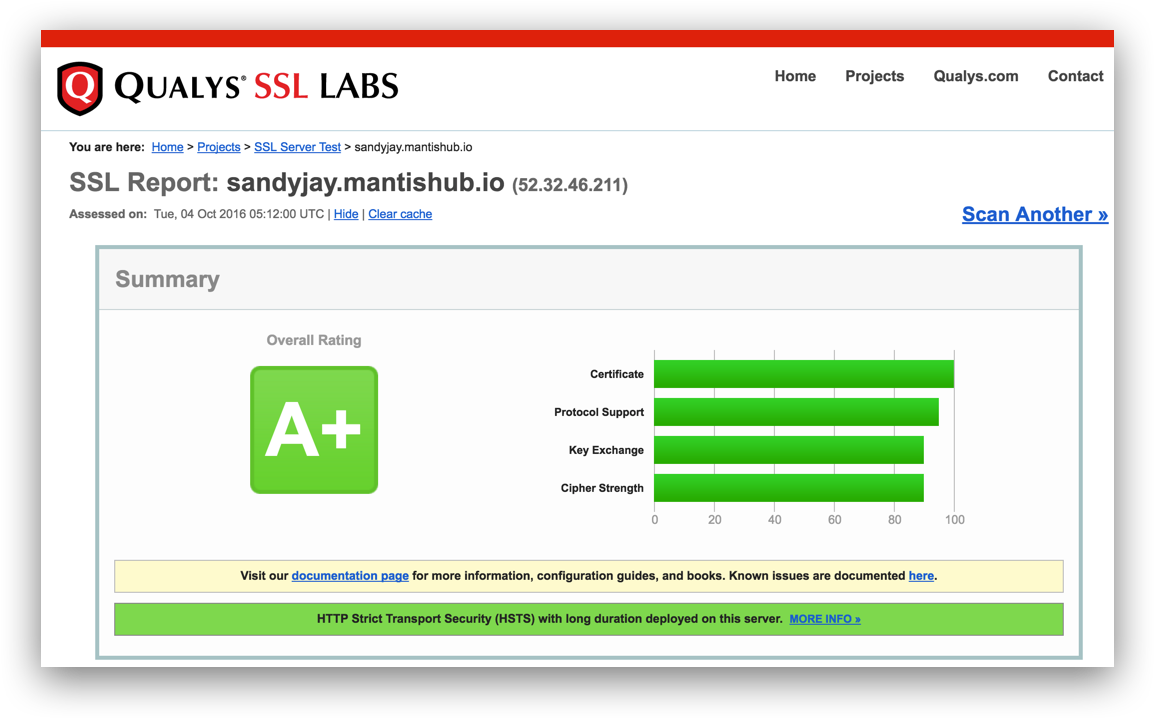 QUALYS® SSL LABS
Home Projects Qualys.com Contact
You are here: Home > Projects > SSL Server Test > sandyjay.mantishub.io
SSL Report: sandyjay.mantishub.io (52.32.46.211)
Assessed on: Tue, 04 Oct 2016 05:12:00 UTC | Hide | Clear cache
Scan Another »
Summary
Overall Rating
A+
Certificate
Protocol Support
Key Exchange
Cipher Strength
0 20 40 60 80 100
Visit our documentation page for more information, configuration guides, and books. Known issues are documented here.
HTTP Strict Transport Security (HSTS) with long duration deployed on this server. MORE INFO »